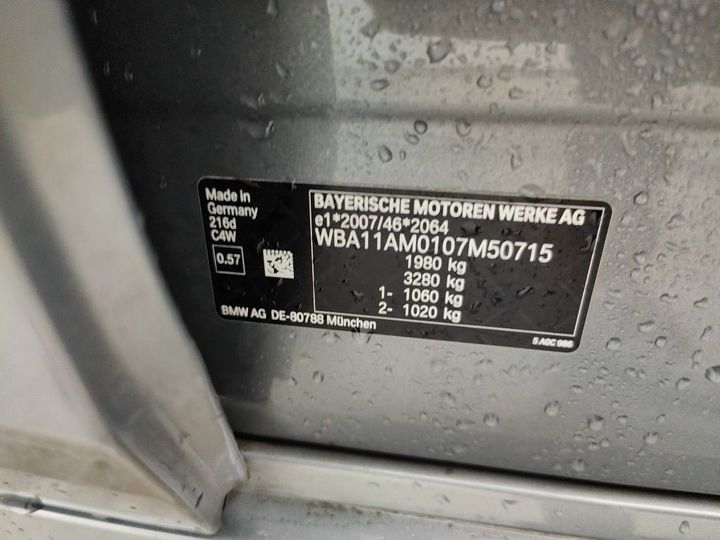 Made in
Germany
216d
C4W
0.57
BMW AG DE-80788 München
BAYERISCHE MOTOREN WERKE AG
e1*2007/46*2064
WBA11AM0107M50715
1980 kg
3280 kg
1- 1060 kg
2- 1020 kg
5 AGC 986